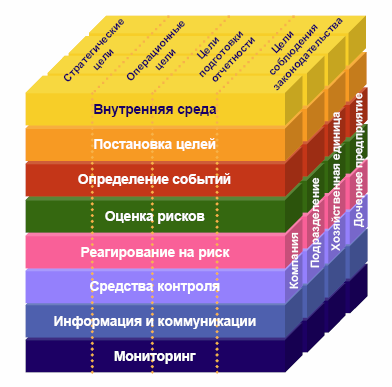 Стратегические
цели
Операционные
цели
Цели
подготовки
отчетности
Цели
соблюдения
законодательства
Внутренняя среда
Постановка целей
Определение событий
Оценка рисков
Реагирование на риск
Средства контроля
Информация и коммуникации
Мониторинг
Компания
Подразделение
Хозяйственная единица
Дочернее предприятие